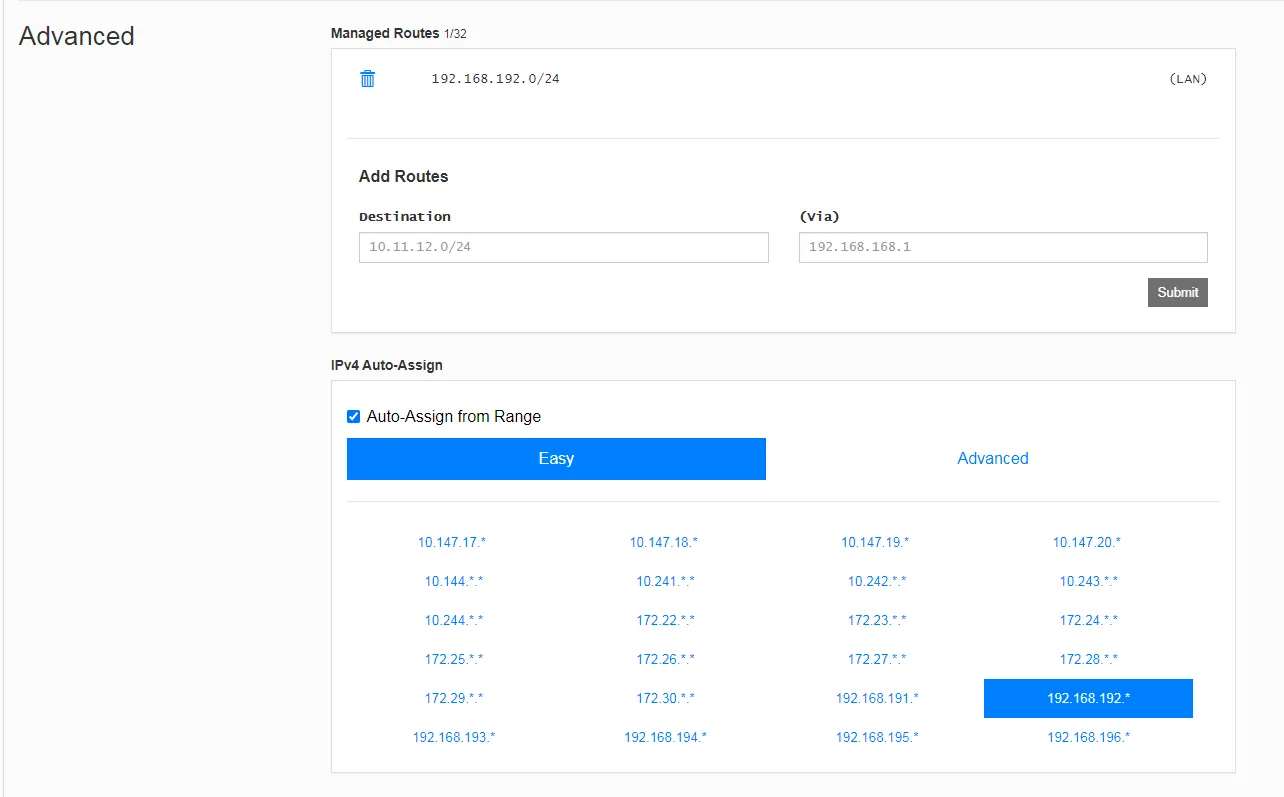 Advanced
Managed Routes 1/32
192.168.192.0/24 (LAN)
Add Routes
Destination (Via)
10.11.12.0/24 192.168.168.1
Submit
IPv4 Auto-Assign
Auto-Assign from Range
Easy Advanced
10.147.17.* 10.147.18.* 10.147.19.* 10.147.20.*
10.144.*.* 10.241.*.* 10.242.*.* 10.243.*.*
10.244.*.* 172.22.*.* 172.23.*.* 172.24.*.*
172.25.*.* 172.26.*.* 172.27.*.* 172.28.*.*
172.29.*.* 172.30.*.* 192.168.191.* 192.168.192.*
192.168.193.* 192.168.194.* 192.168.195.* 192.168.196.*